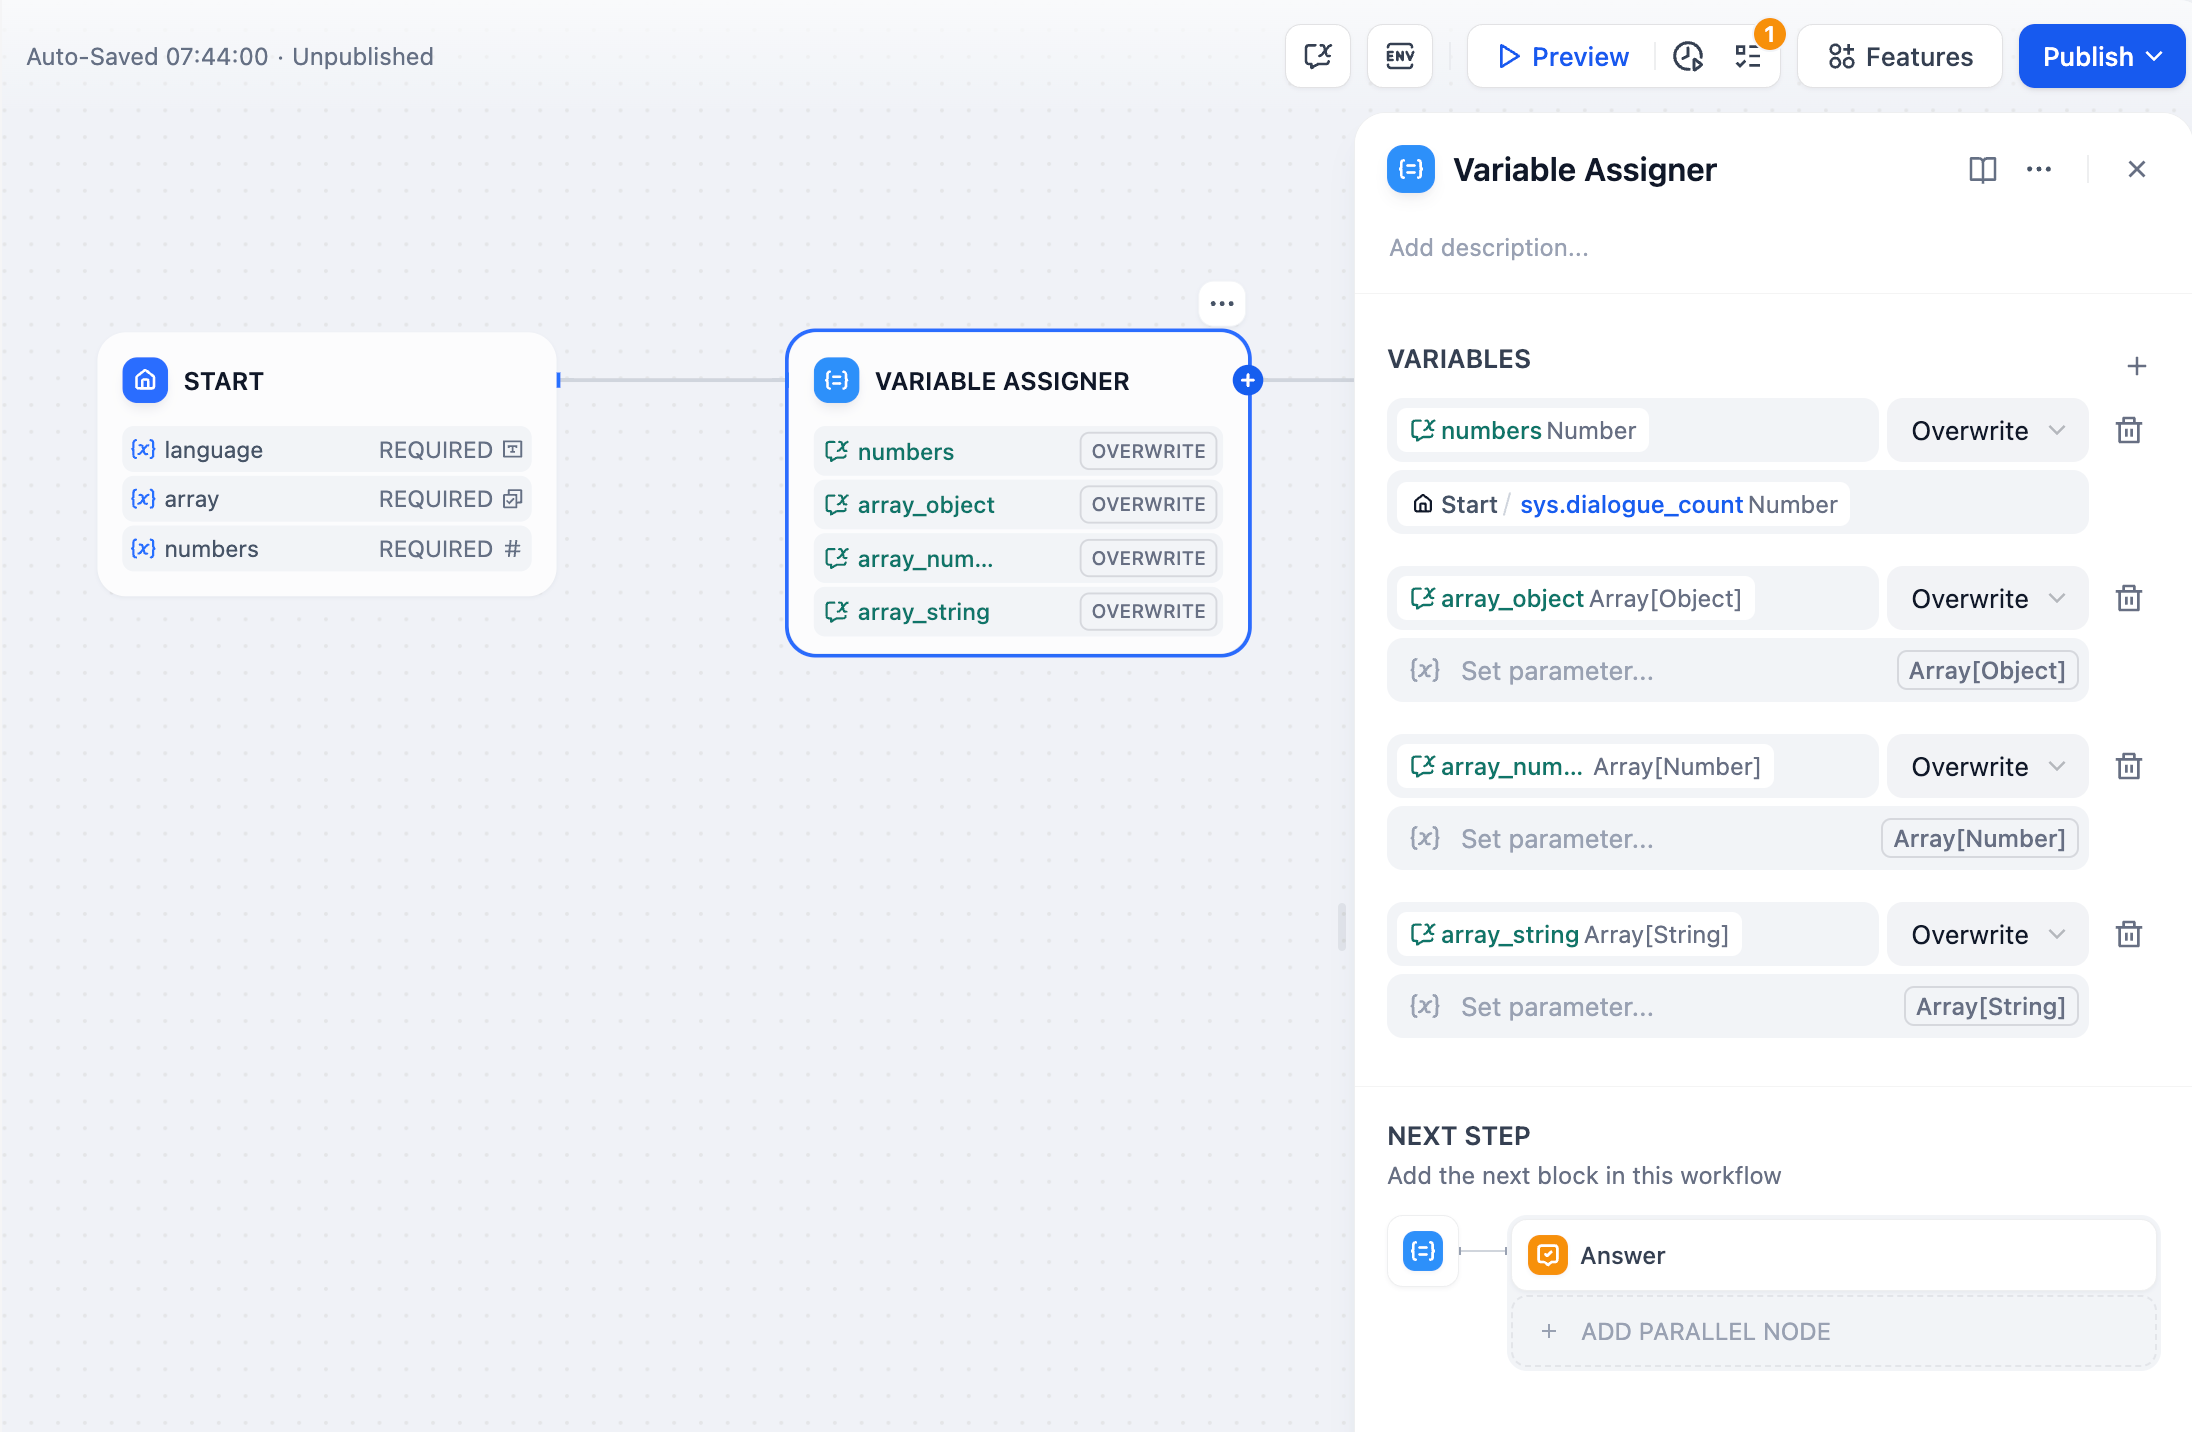 Auto-Saved 07:44:00 · Unpublished
ENV
Preview
1
Features
Publish
START
language REQUIRED
array REQUIRED
numbers REQUIRED
VARIABLE ASSIGNER
numbers OVERWRITE
array_object OVERWRITE
array_num... OVERWRITE
array_string OVERWRITE
Variable Assigner
Add description...
VARIABLES
numbers Number Overwrite
Start / sys.dialogue_count Number
array_object Array[Object] Overwrite
{x} Set parameter... Array[Object]
array_num... Array[Number] Overwrite
{x} Set parameter... Array[Number]
array_string Array[String] Overwrite
{x} Set parameter... Array[String]
NEXT STEP
Add the next block in this workflow
Answer
+ ADD PARALLEL NODE